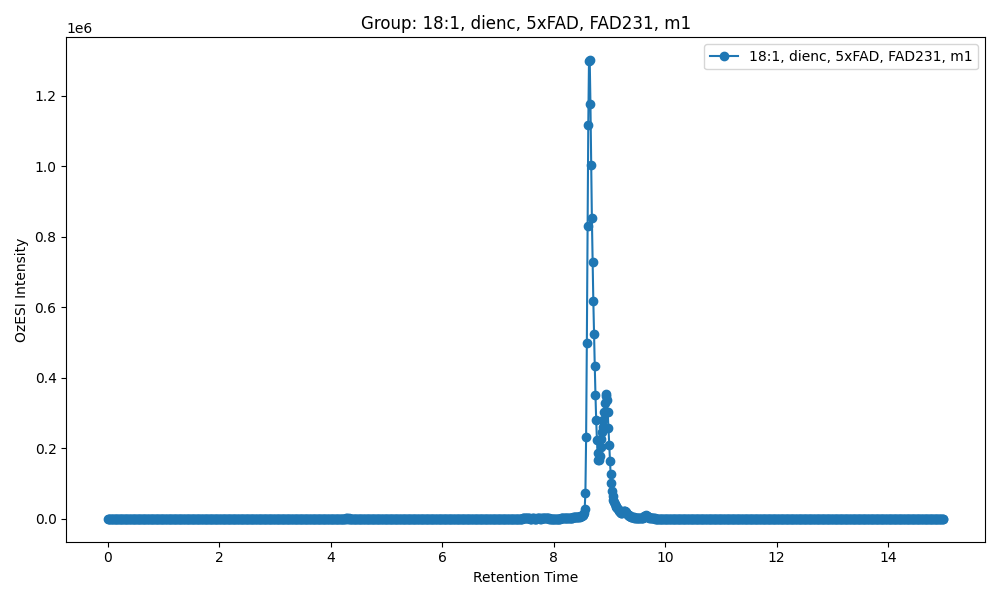 Group: 18:1, dienc, 5xFAD, FAD231, m1
1e6
18:1, dienc, 5xFAD, FAD231, m1
1.2
1.0
0.8
0.6
0.4
0.2
0.0
OzESI Intensity
0 2 4 6 8 10 12 14
Retention Time